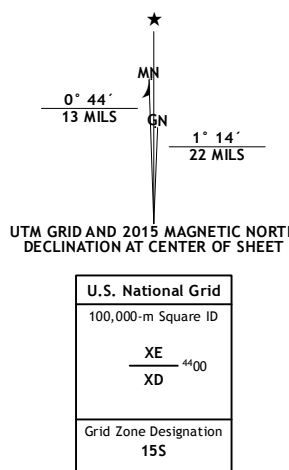 ★
MN
0° 44´
13 MILS
GN
1° 14´
22 MILS
UTM GRID AND 2015 MAGNETIC NORTH
DECLINATION AT CENTER OF SHEET
U.S. National Grid
100,000-m Square ID
XE
⁴⁴00
XD
Grid Zone Designation
15S